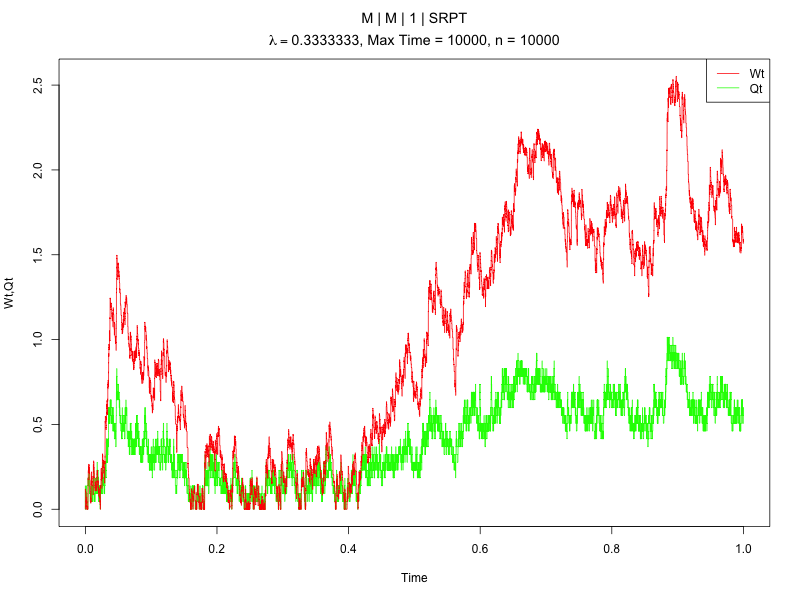 M | M | 1 | SRPT
λ = 0.3333333, Max Time = 10000, n = 10000
Wt
Qt
2.5
2.0
1.5
1.0
0.5
0.0
Wt,Qt
0.0 0.2 0.4 0.6 0.8 1.0
Time